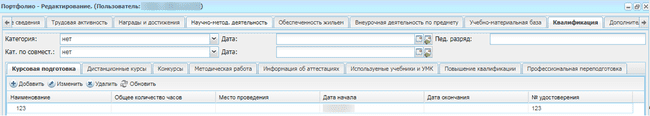 Портфолио - Редактирование. (Пользователь:
сведения Трудовая активность Награды и достижения Научно-метод. деятельность Обеспеченность жильем Внеурочная деятельность по предмету Учебно-материальная база Квалификация Дополните
Категория: нет Дата: Пед. разряд:
Кат. по совмест.: нет Дата:
Курсовая подготовка Дистанционные курсы Конкурсы Методическая работа Информация об аттестациях Используемые учебники и УМК Повышение квалификации Профессиональная переподготовка
Добавить Изменить Удалить Обновить
Наименование Общее количество часов Место проведения Дата начала Дата окончания № удостоверения
123 123